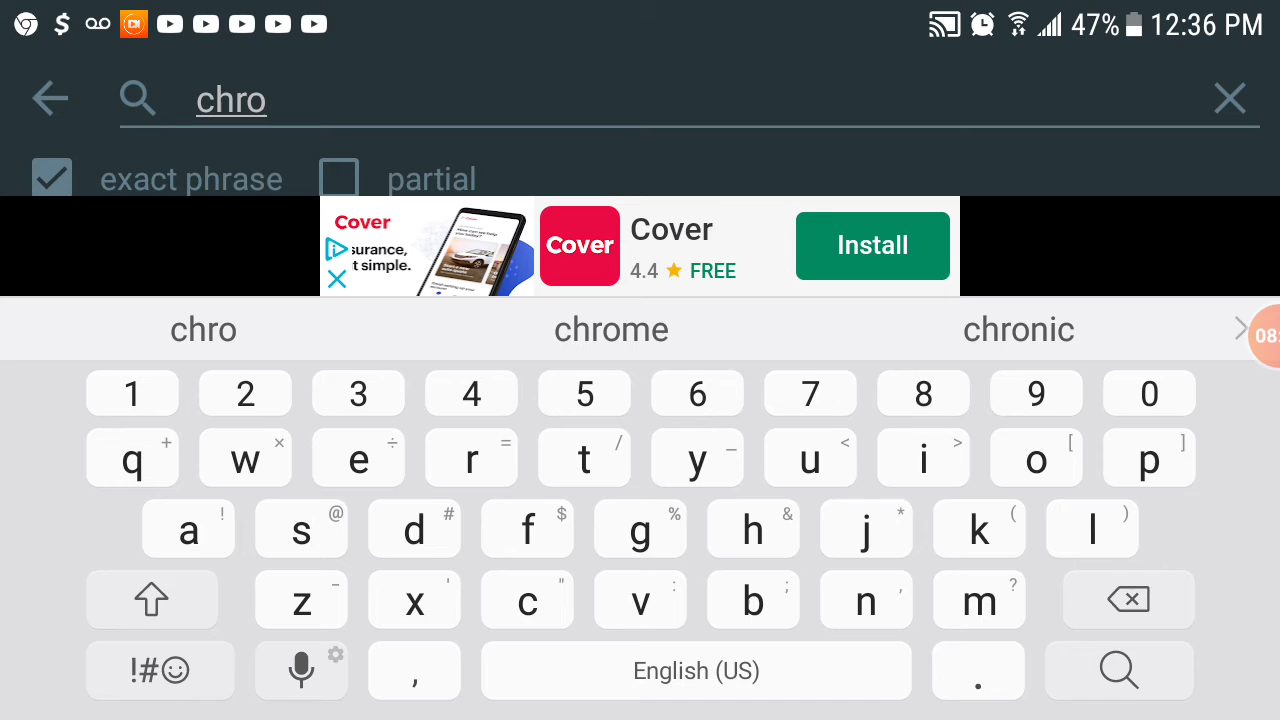 $ 47% 12:36 PM
chro
exact phrase partial
Cover
surance,
t simple.
Cover
Cover
4.4 ★ FREE
Install
chro chrome chronic
08:
1 2 3 4 5 6 7 8 9 0
q + w × e ÷ r = t / y _ u < i > o [ p ]
a ! s @ d # f $ g % h & j * k ( l )
z - x ' c " v : b ; n , m ?
!#☺ , English (US) .